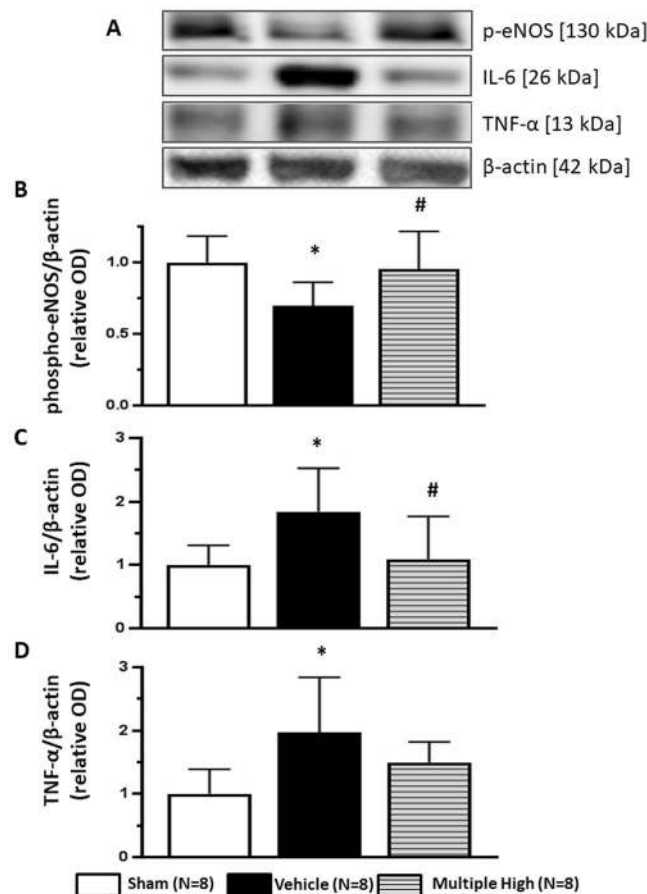 A
p-eNOS [130 kDa]
IL-6 [26 kDa]
TNF-α [13 kDa]
β-actin [42 kDa]
B
phospho-eNOS/β-actin
(relative OD)
1.0
0.5
0.0
*
#
C
IL-6/β-actin
(relative OD)
3
2
1
0
*
#
D
TNF-α/β-actin
(relative OD)
3
2
1
0
*
Sham (N=8) Vehicle (N=8) Multiple High (N=8)